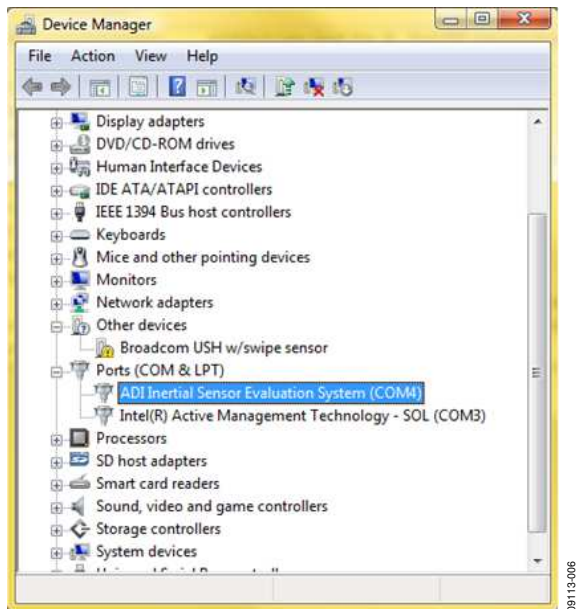 Device Manager
File Action View Help
Display adapters
DVD/CD-ROM drives
Human Interface Devices
IDE ATA/ATAPI controllers
IEEE 1394 Bus host controllers
Keyboards
Mice and other pointing devices
Monitors
Network adapters
Other devices
Broadcom USH w/swipe sensor
Ports (COM & LPT)
ADI Inertial Sensor Evaluation System (COM4)
Intel(R) Active Management Technology - SOL (COM3)
Processors
SD host adapters
Smart card readers
Sound, video and game controllers
Storage controllers
System devices
09113-006